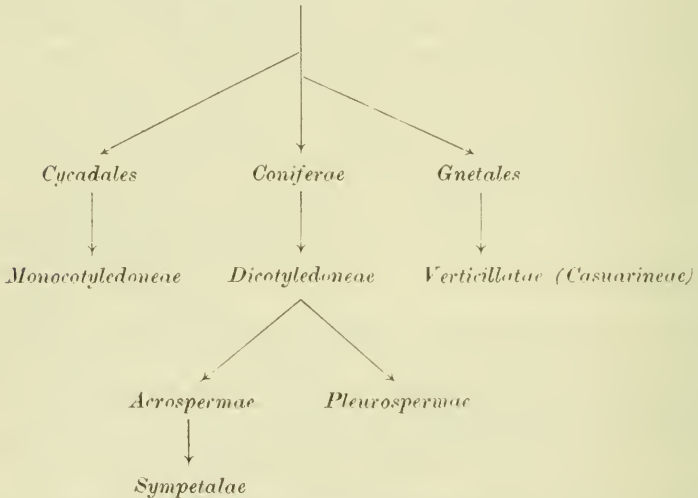 Cycadales Coniferae Gnetales
Monocotyledoneae Dicotyledoneae Verticillatae (Casuarineae)
Acrospermae Pleurospermae
Sympetalae